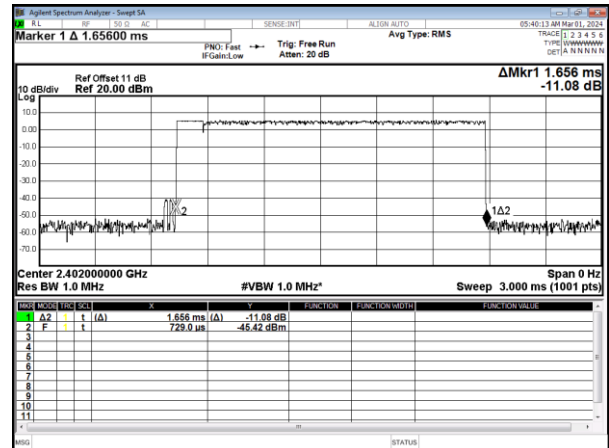 Agilent Spectrum Analyzer - Swept SA
RL RF 50 Ω AC SENSE:INT ALIGN AUTO 05:40:13 AM Mar 01, 2024
Marker 1 Δ 1.65600 ms Avg Type: RMS TRACE 1 2 3 4 5 6
PNO: Fast Trig: Free Run TYPE WWWWWW
IFGain:Low Atten: 20 dB DET A N N N N N
ΔMkr1 1.656 ms
-11.08 dB
Ref Offset 11 dB
10 dB/div Ref 20.00 dBm
Log
10.0
0.00
-10.0
-20.0
-30.0
-40.0
2
1Δ2
-50.0
-60.0
-70.0
Center 2.402000000 GHz Span 0 Hz
Res BW 1.0 MHz #VBW 1.0 MHz* Sweep 3.000 ms (1001 pts)
MKR MODE TRC SCL X Y FUNCTION FUNCTION WIDTH FUNCTION VALUE
1 Δ2 1 t (Δ) 1.656 ms (Δ) -11.08 dB
2 F 1 t 729.0 µs -45.42 dBm
3
4
5
6
7
8
9
10
11
MSG STATUS